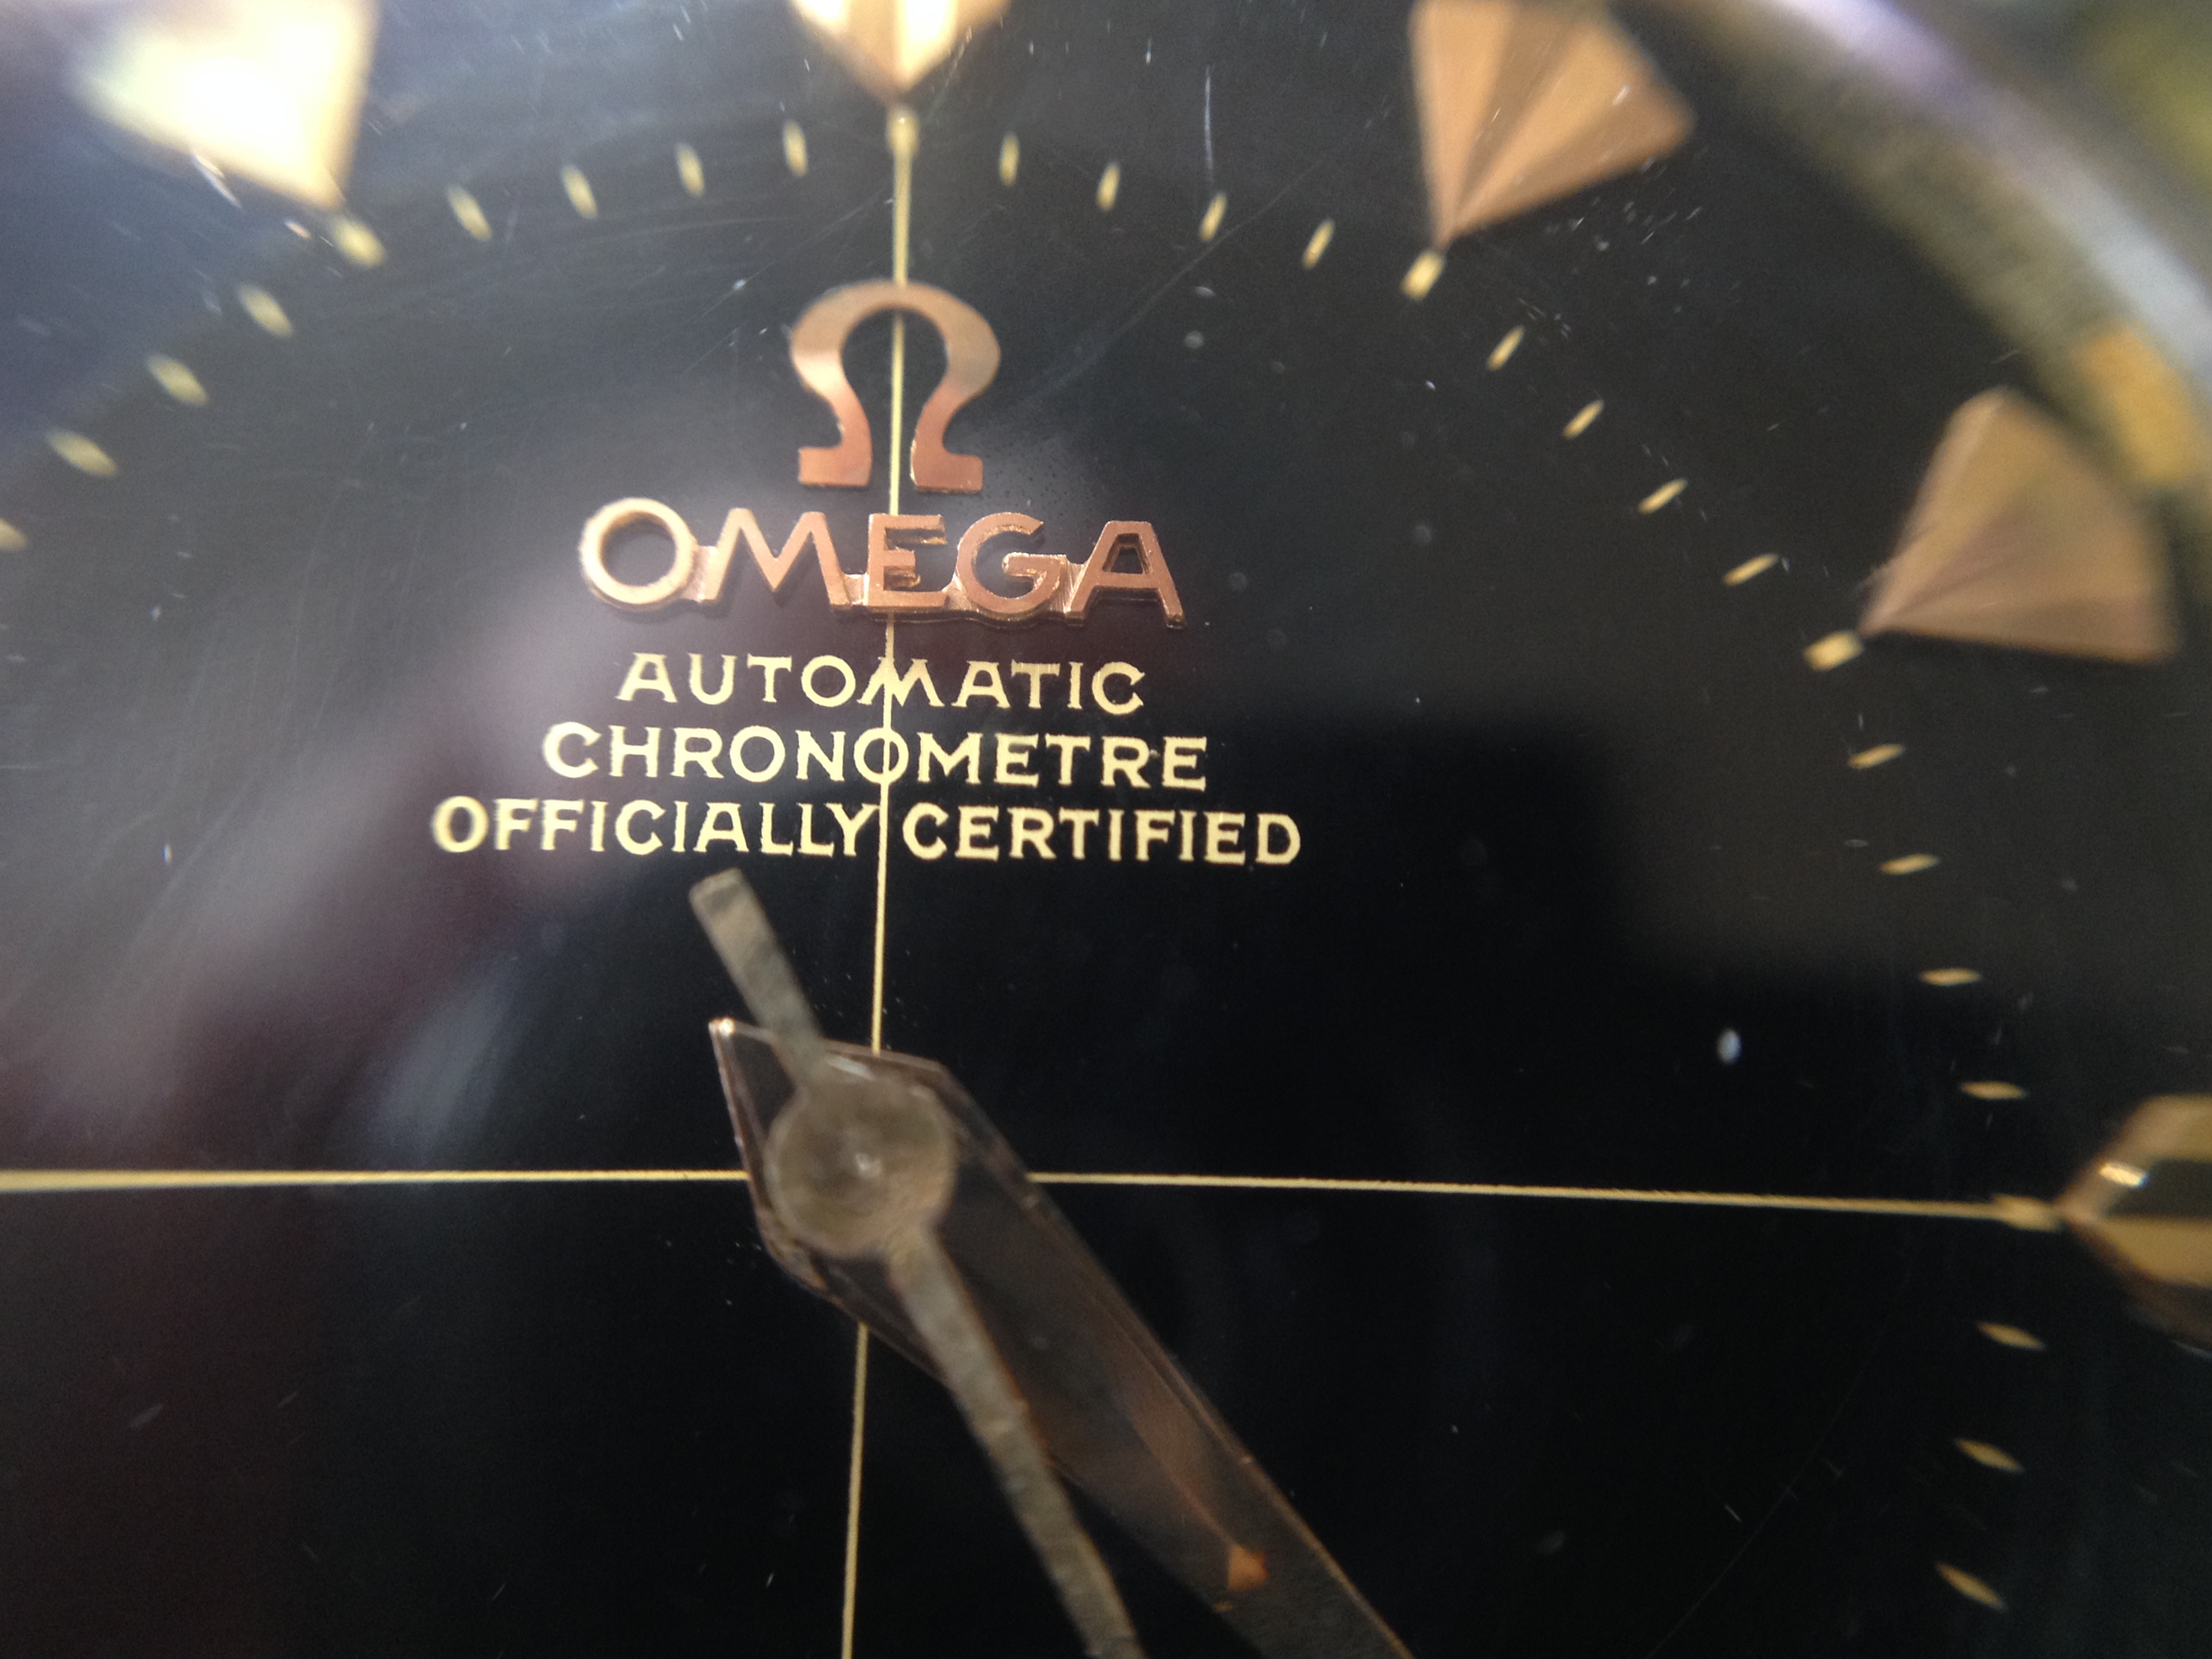 Ω
OMEGA
AUTOMATIC
CHRONOMETRE
OFFICIALLY CERTIFIED